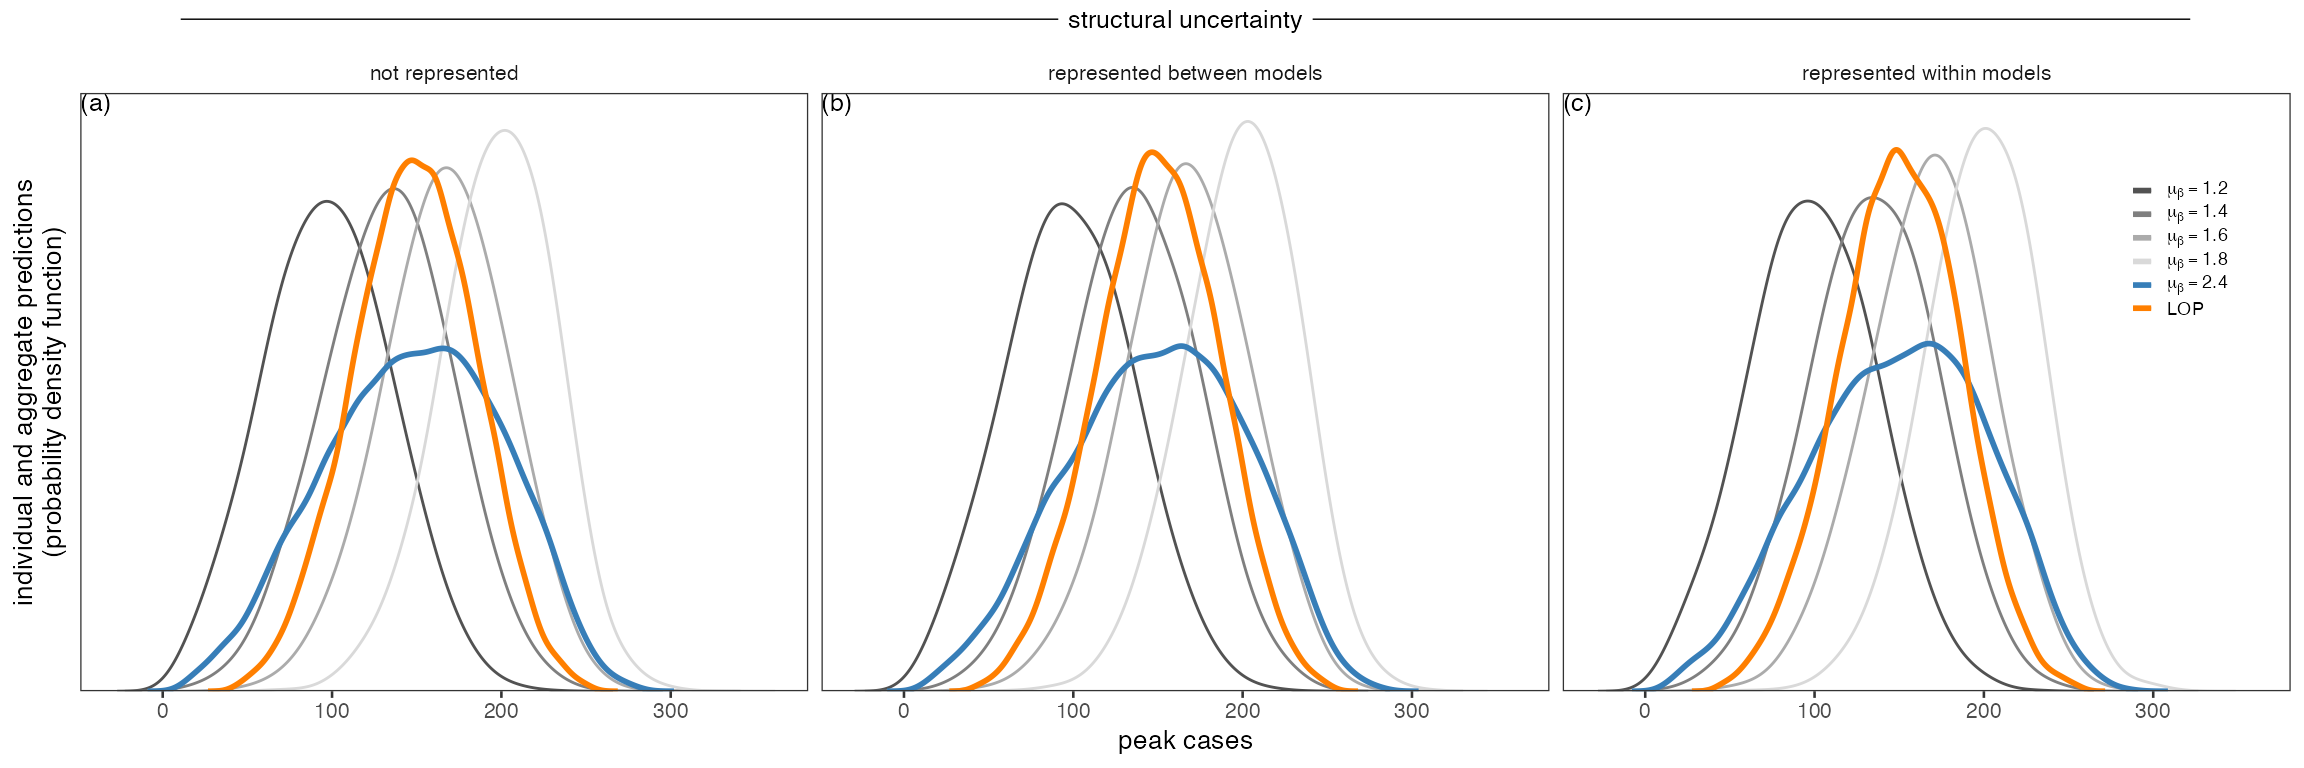 structural uncertainty
not represented
represented between models
represented within models
(a)
(b)
(c)
individual and aggregate predictions
(probability density function)
μβ = 1.2
μβ = 1.4
μβ = 1.6
μβ = 1.8
μβ = 2.4
LOP
0 100 200 300
0 100 200 300
0 100 200 300
peak cases